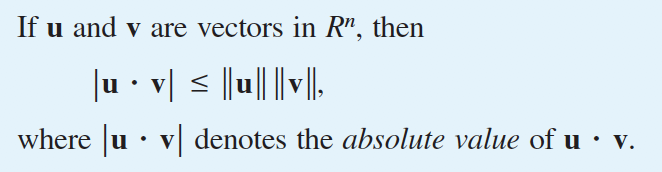 If u and v are vectors in Rⁿ, then
|u · v| ≤ ‖u‖ ‖v‖,
where |u · v| denotes the absolute value of u · v.